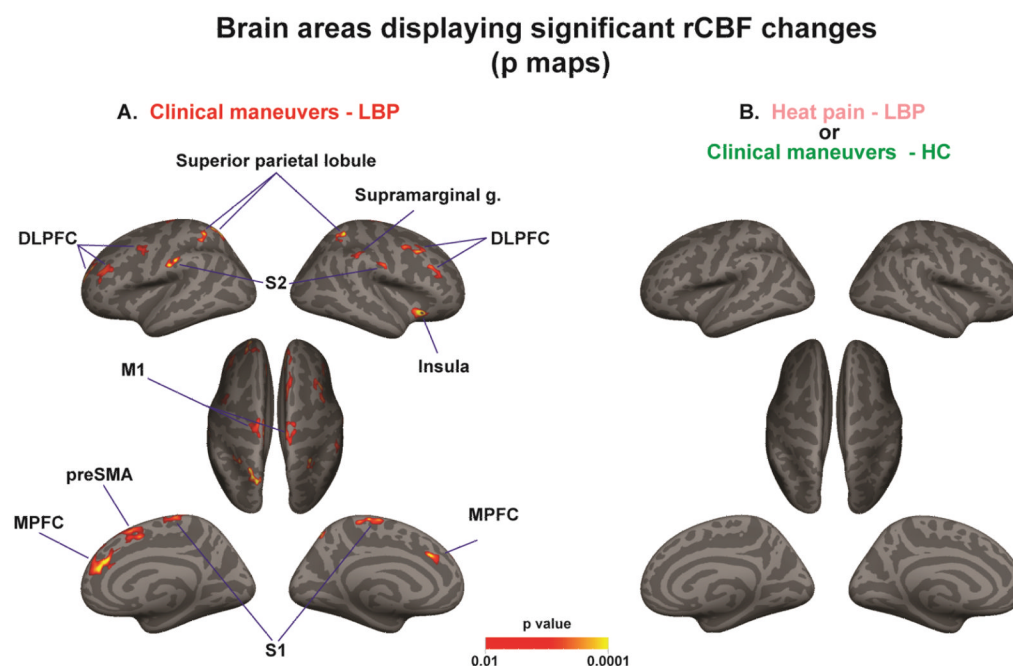 Brain areas displaying significant rCBF changes
(p maps)
A. Clinical maneuvers - LBP
B. Heat pain - LBP
or
Clinical maneuvers - HC
Superior parietal lobule
Supramarginal g.
DLPFC
DLPFC
S2
Insula
M1
preSMA
MPFC
MPFC
S1
p value
0.01 0.0001